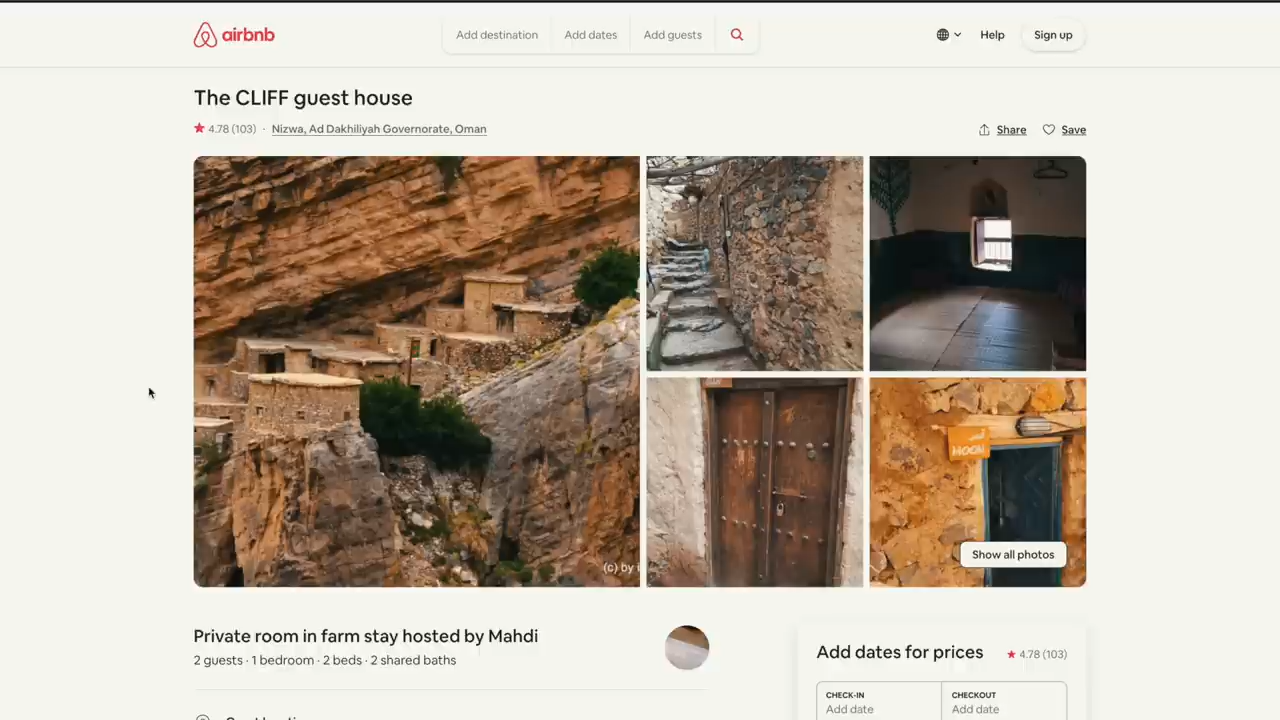 airbnb
Add destination
Add dates
Add guests
Help
Sign up
The CLIFF guest house
4.78 (103) · Nizwa, Ad Dakhiliyah Governorate, Oman
Share
Save
MOON
(c) by i
Show all photos
Private room in farm stay hosted by Mahdi
2 guests · 1 bedroom · 2 beds · 2 shared baths
Add dates for prices
4.78 (103)
CHECK-IN
Add date
CHECKOUT
Add date